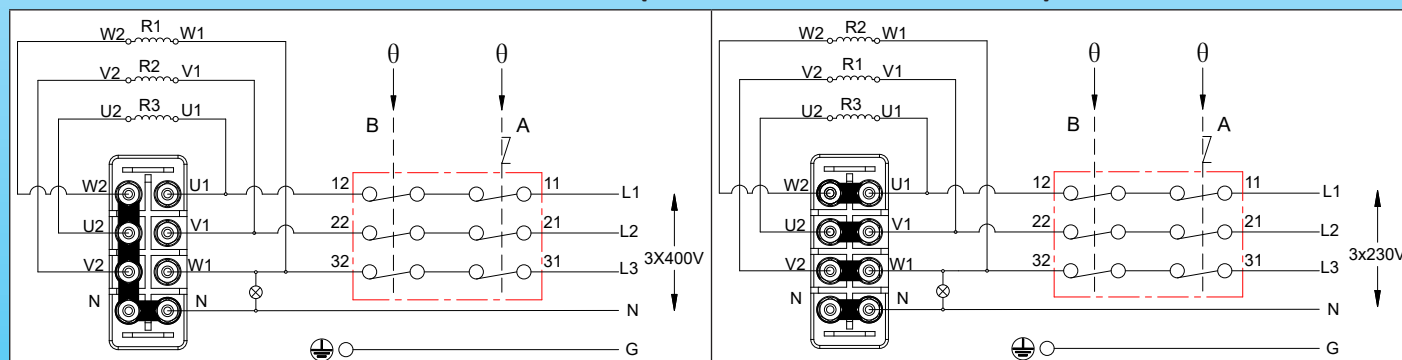 W2 R1 W1
V2 R2 V1
U2 R3 U1
θ θ
B A
W2 U1 12 11 L1
U2 V1 22 21 L2
V2 W1 32 31 L3
3X400V
N N N
G
W2 R2 W1
V2 R1 V1
U2 R3 U1
θ θ
B A
W2 U1 12 11 L1
U2 V1 22 21 L2
V2 W1 32 31 L3
3x230V
N N N
G